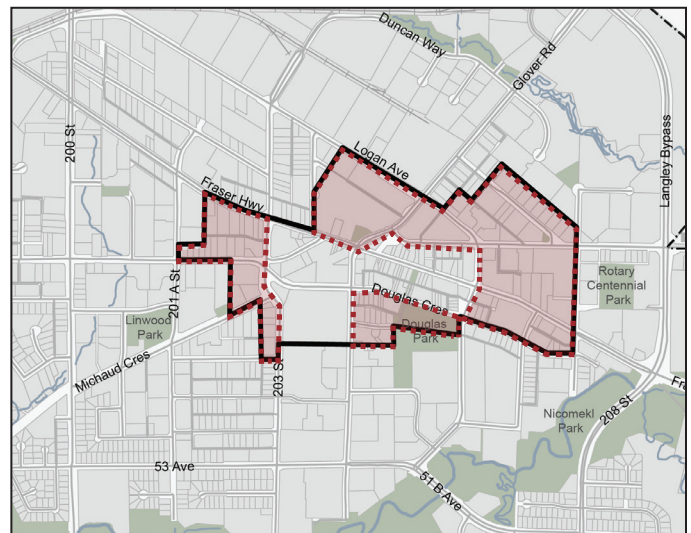 Duncan Way
Glover Rd
200 St
Logan Ave
Langley Bypass
Fraser Hwy
201 A St
Rotary
Centennial
Park
Douglas Cres
Linwood
Park
Douglas
Park
Michaud Cres
203 St
Fr
Nicomekl
Park
208 St
53 Ave
51 B Ave